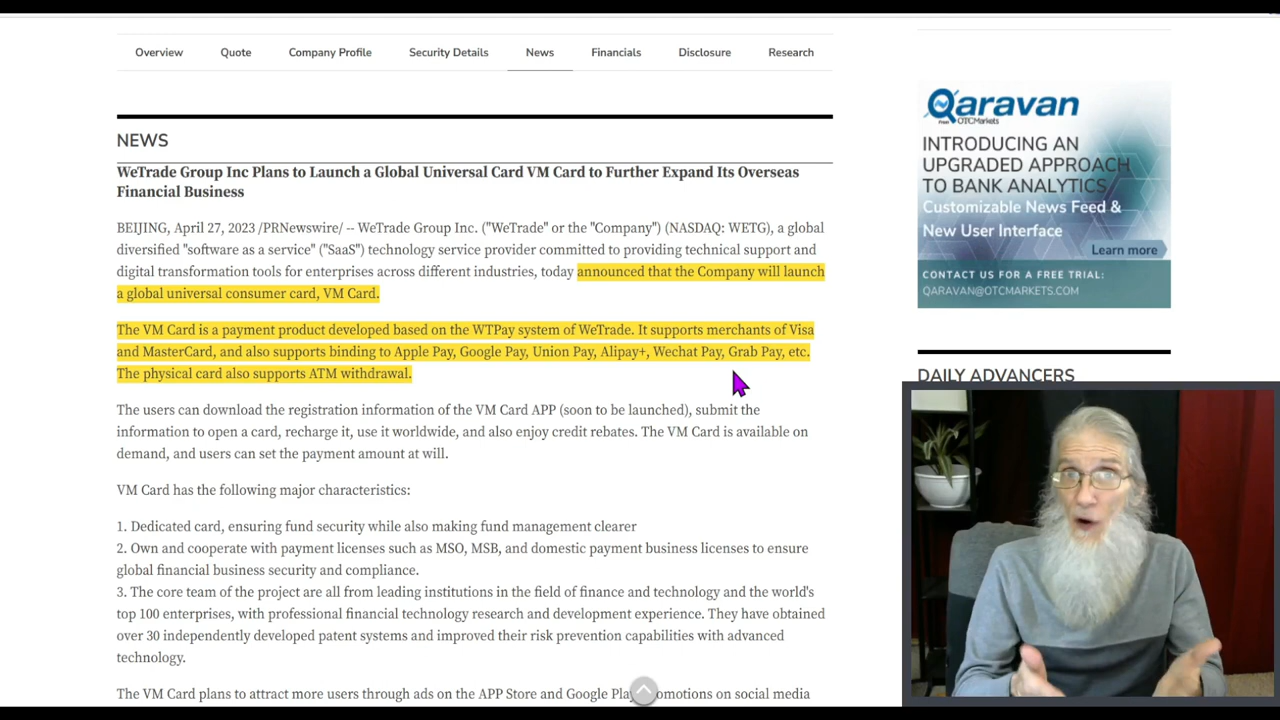 Overview Quote Company Profile Security Details News Financials Disclosure Research
NEWS
WeTrade Group Inc Plans to Launch a Global Universal Card VM Card to Further Expand Its Overseas
Financial Business
BEIJING, April 27, 2023 /PRNewswire/ -- WeTrade Group Inc. ("WeTrade" or the "Company") (NASDAQ: WETG), a global
diversified "software as a service" ("SaaS") technology service provider committed to providing technical support and
digital transformation tools for enterprises across different industries, today announced that the Company will launch
a global universal consumer card, VM Card.
The VM Card is a payment product developed based on the WTPay system of WeTrade. It supports merchants of Visa
and MasterCard, and also supports binding to Apple Pay, Google Pay, Union Pay, Alipay+, Wechat Pay, Grab Pay, etc.
The physical card also supports ATM withdrawal.
The users can download the registration information of the VM Card APP (soon to be launched), submit the
information to open a card, recharge it, use it worldwide, and also enjoy credit rebates. The VM Card is available on
demand, and users can set the payment amount at will.
VM Card has the following major characteristics:
1. Dedicated card, ensuring fund security while also making fund management clearer
2. Own and cooperate with payment licenses such as MSO, MSB, and domestic payment business licenses to ensure
global financial business security and compliance.
3. The core team of the project are all from leading institutions in the field of finance and technology and the world's
top 100 enterprises, with professional financial technology research and development experience. They have obtained
over 30 independently developed patent systems and improved their risk prevention capabilities with advanced
technology.
The VM Card plans to attract more users through ads on the APP Store and Google Play omotions on social media
Qaravan
From OTCMarkets
INTRODUCING AN
UPGRADED APPROACH
TO BANK ANALYTICS
Customizable News Feed &
New User Interface
Learn more
CONTACT US FOR A FREE TRIAL:
QARAVAN@OTCMARKETS.COM
DAILY ADVANCERS